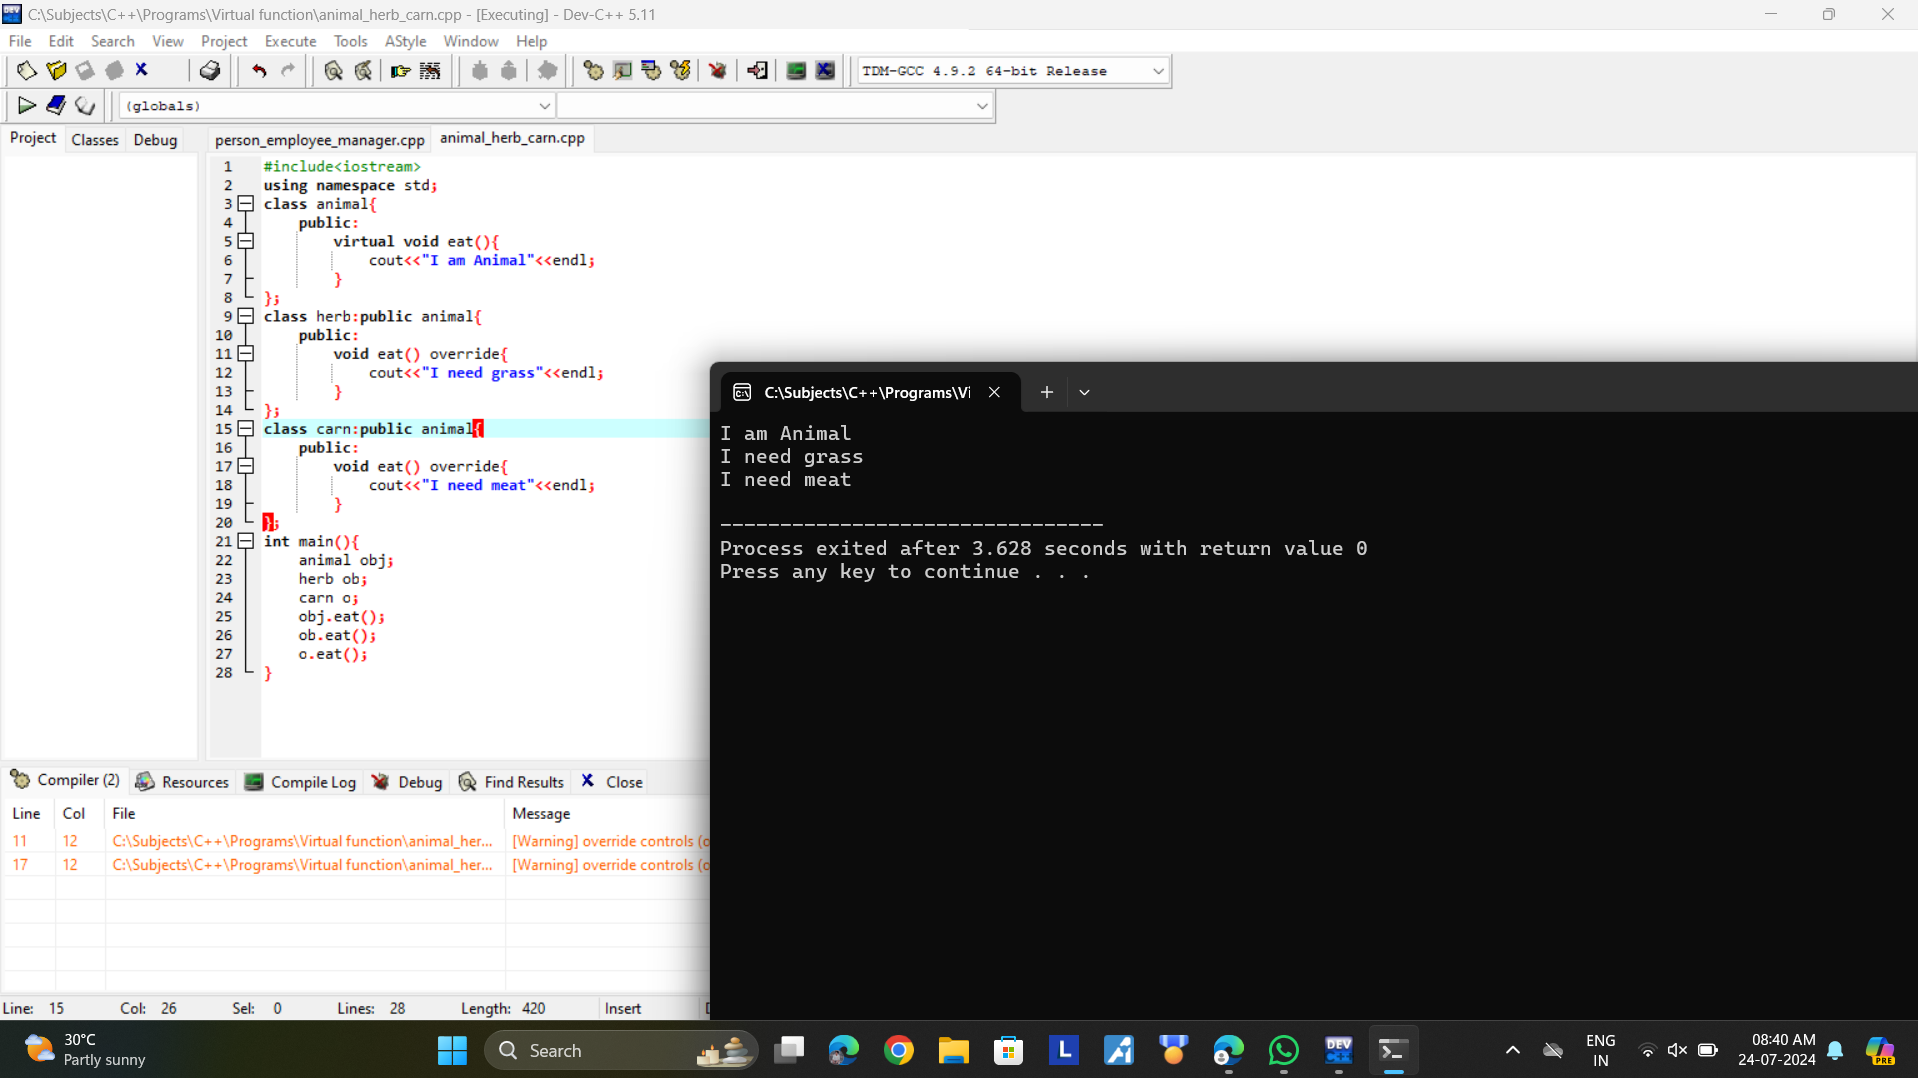 C:\Subjects\C++\Programs\Virtual function\animal_herb_carn.cpp - [Executing] - Dev-C++ 5.11
File Edit Search View Project Execute Tools AStyle Window Help
TDM-GCC 4.9.2 64-bit Release
(globals)
Project Classes Debug person_employee_manager.cpp animal_herb_carn.cpp
1 #include<iostream>
2 using namespace std;
3 class animal{
4 public:
5 virtual void eat(){
6 cout<<"I am Animal"<<endl;
7 }
8 };
9 class herb:public animal{
10 public:
11 void eat() override{
12 cout<<"I need grass"<<endl;
13 }
14 };
15 class carn:public animal{
16 public:
17 void eat() override{
18 cout<<"I need meat"<<endl;
19 }
20 };
21 int main(){
22 animal obj;
23 herb ob;
24 carn o;
25 obj.eat();
26 ob.eat();
27 o.eat();
28 }
C:\Subjects\C++\Programs\Vi
I am Animal
I need grass
I need meat
--------------------------------
Process exited after 3.628 seconds with return value 0
Press any key to continue . . .
Compiler (2) Resources Compile Log Debug Find Results Close
Line Col File Message
11 12 C:\Subjects\C++\Programs\Virtual function\animal_her... [Warning] override controls (o
17 12 C:\Subjects\C++\Programs\Virtual function\animal_her... [Warning] override controls (o
Line: 15 Col: 26 Sel: 0 Lines: 28 Length: 420 Insert
30°C
Partly sunny
Search
L
DEV
C++
ENG
IN
08:40 AM
24-07-2024
PRE